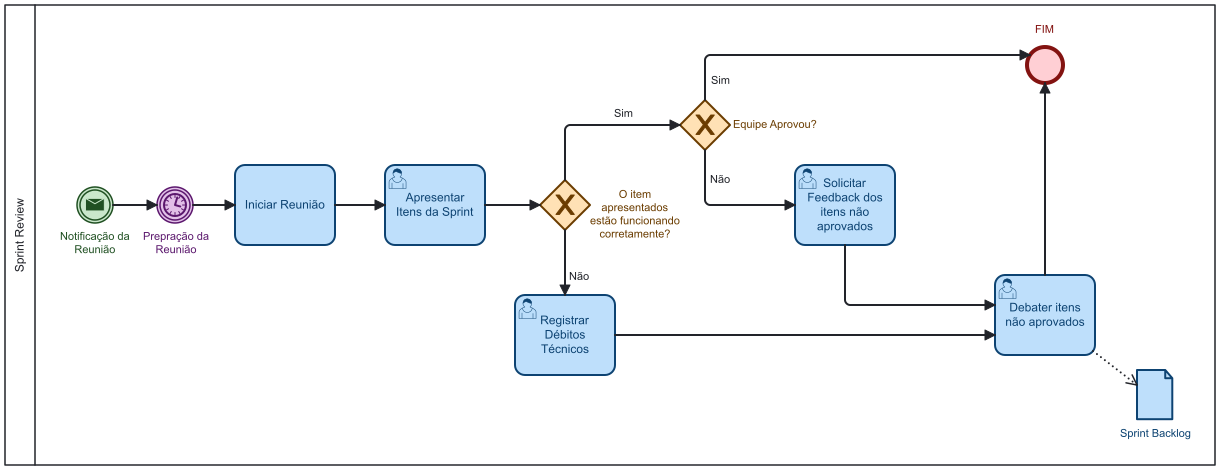 Sprint Review
Notificação da
Reunião
Prepração da
Reunião
Iniciar Reunião
Apresentar
Itens da Sprint
O item
apresentados
estão funcionando
corretamente?
Sim
Não
Registrar
Débitos
Técnicos
Equipe Aprovou?
Sim
Não
Solicitar
Feedback dos
itens não
aprovados
Debater itens
não aprovados
FIM
Sprint Backlog